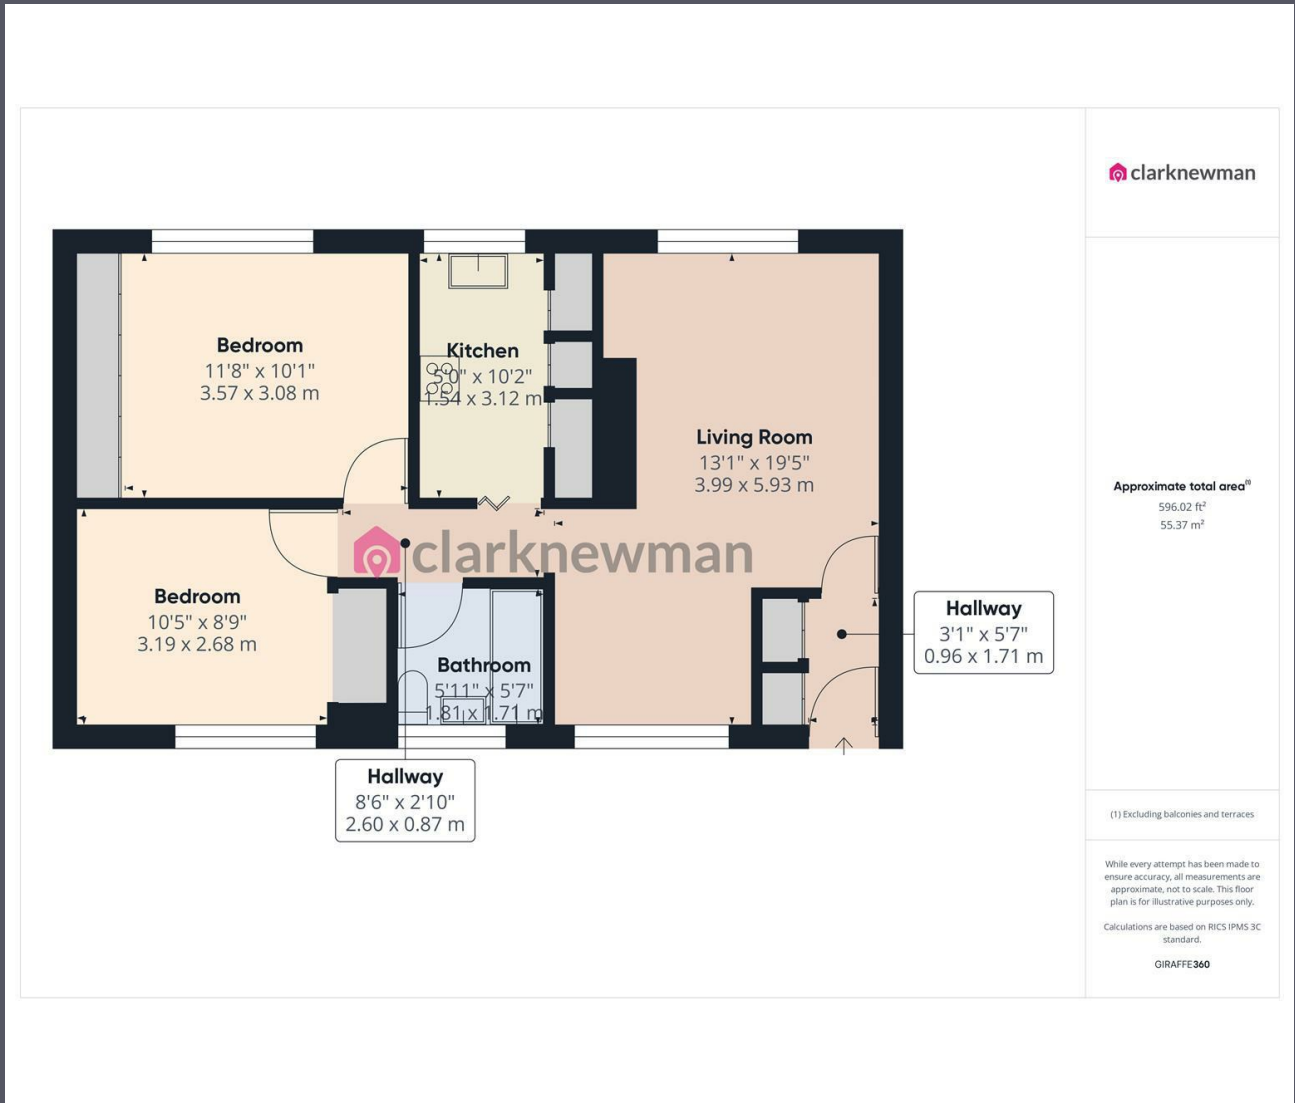 clarknewman
Bedroom
11'8" x 10'1"
3.57 x 3.08 m
Kitchen
5'0" x 10'2"
1.54 x 3.12 m
Living Room
13'1" x 19'5"
3.99 x 5.93 m
clarknewman
Bedroom
10'5" x 8'9"
3.19 x 2.68 m
Bathroom
5'11" x 5'7"
1.81 x 1.71 m
Hallway
3'1" x 5'7"
0.96 x 1.71 m
Hallway
8'6" x 2'10"
2.60 x 0.87 m
Approximate total area(1)
596.02 ft²
55.37 m²
(1) Excluding balconies and terraces
While every attempt has been made to
ensure accuracy, all measurements are
approximate, not to scale. This floor
plan is for illustrative purposes only.
Calculations are based on RICS IPMS 3C
standard.
GIRAFFE360